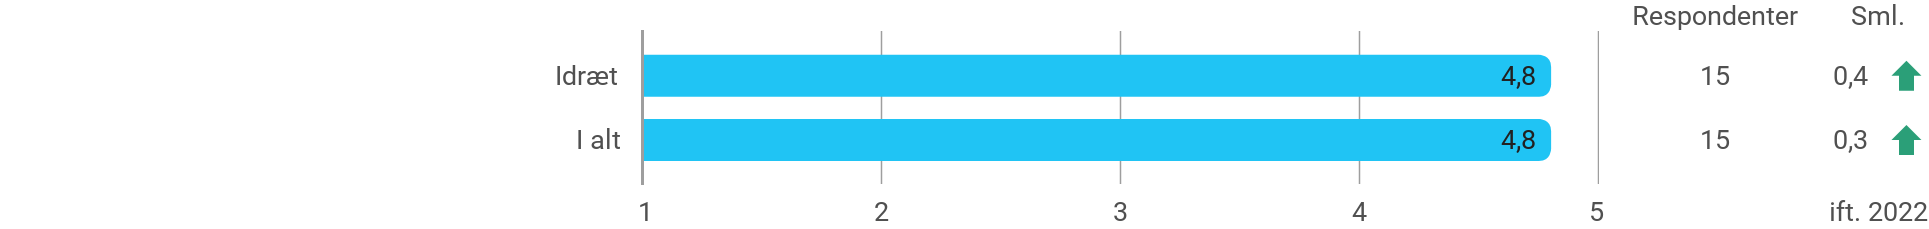 Respondenter Sml.
Idræt 4,8 15 0,4
I alt 4,8 15 0,3
1 2 3 4 5 ift. 2022